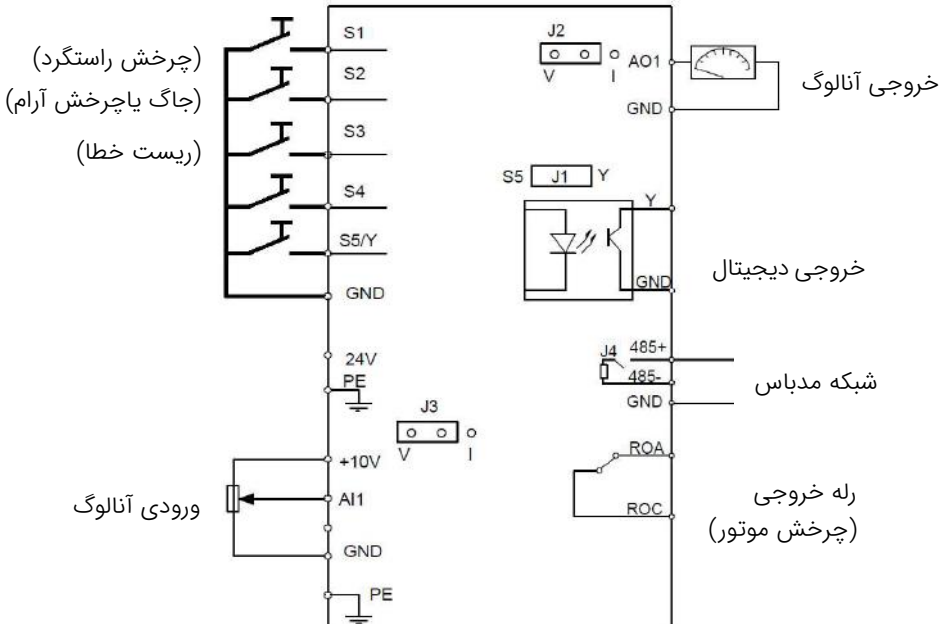 S1
(چرخش راستگرد)
S2
(جاگ یاچرخش آرام)
S3
(ریست خطا)
S4
S5/Y
GND
24V
PE
J3
V I
+10V
AI1
ورودی آنالوگ
GND
PE
J2
V I
AO1
خروجی آنالوگ
GND
S5 J1 Y
Y
خروجی دیجیتال
GND
J4 485+
485-
شبکه مدباس
GND
ROA
رله خروجی
ROC
(چرخش موتور)